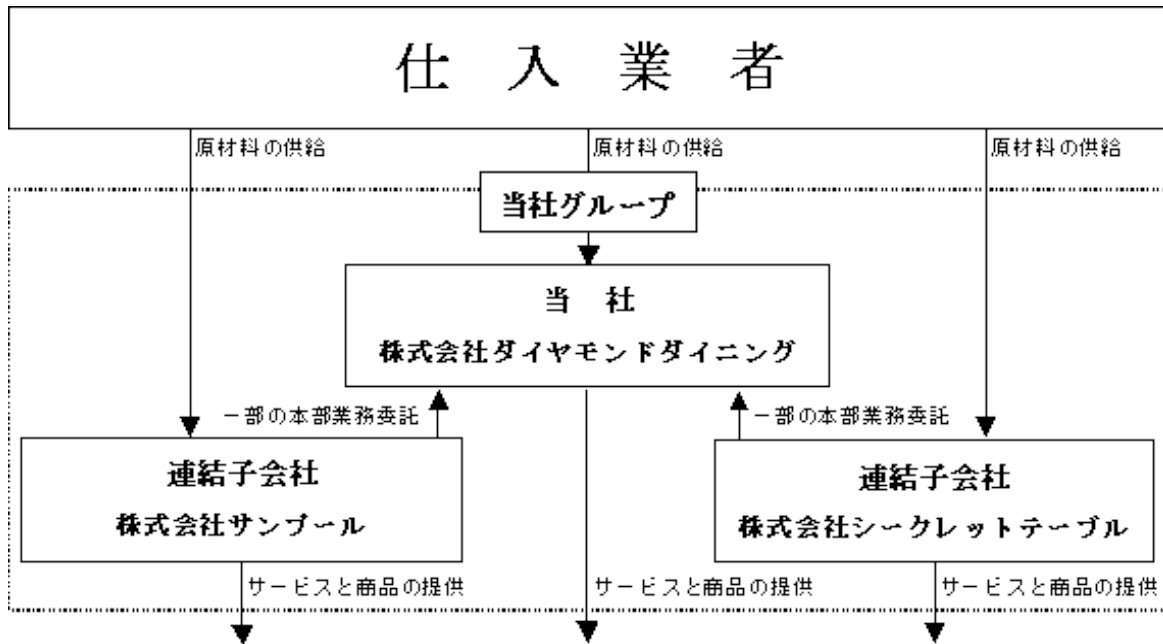 仕入業者
原材料の供給 原材料の供給 原材料の供給
当社グループ
当社
株式会社ダイヤモンドダイニング
一部の本部業務委託 一部の本部業務委託
連結子会社 連結子会社
株式会社サンプール 株式会社シークレットテーブル
サービスと商品の提供 サービスと商品の提供 サービスと商品の提供